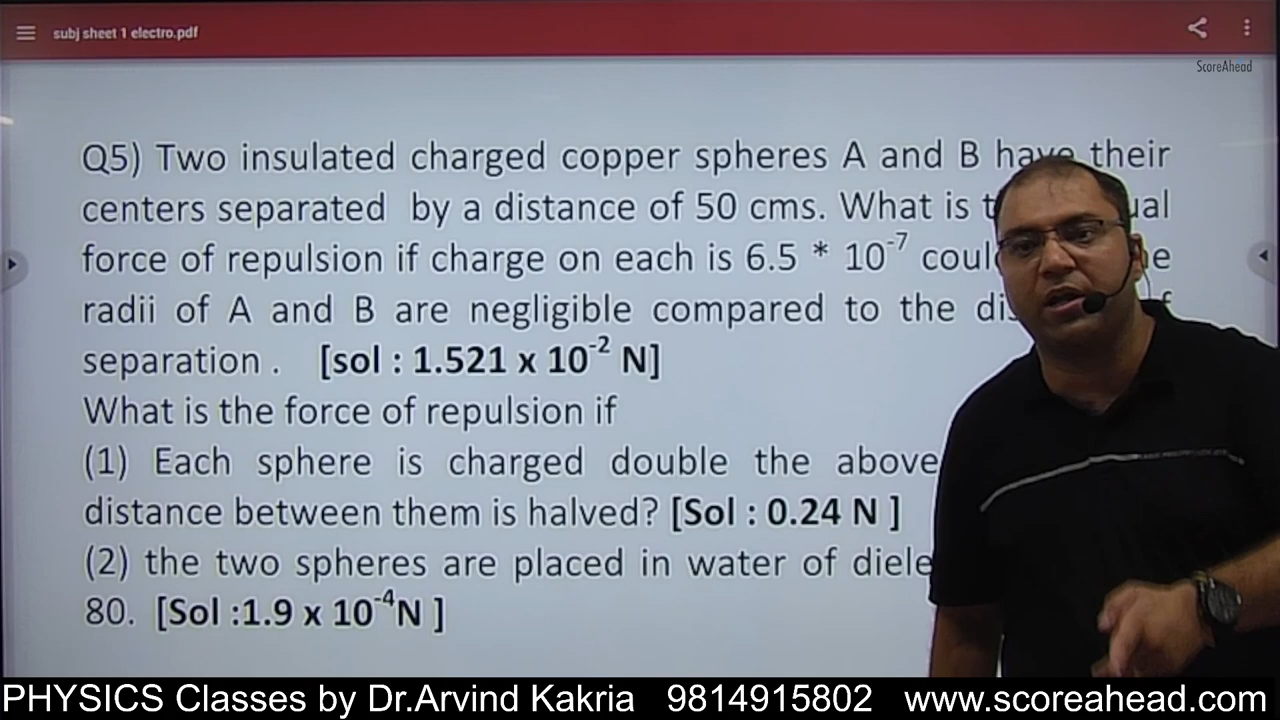 subj sheet 1 electro.pdf
ScoreAhead
Q5) Two insulated charged copper spheres A and B have their
centers separated by a distance of 50 cms. What is
force of repulsion if charge on each is 6.5 * 10⁻⁷
radii of A and B are negligible compared to the
separation . [sol : 1.521 x 10⁻² N]
What is the force of repulsion if
(1) Each sphere is charged double the above
distance between them is halved? [Sol : 0.24 N ]
(2) the two spheres are placed in water of
80. [Sol :1.9 x 10⁻⁴N ]
PHYSICS Classes by Dr.Arvind Kakria 9814915802 www.scoreahead.com